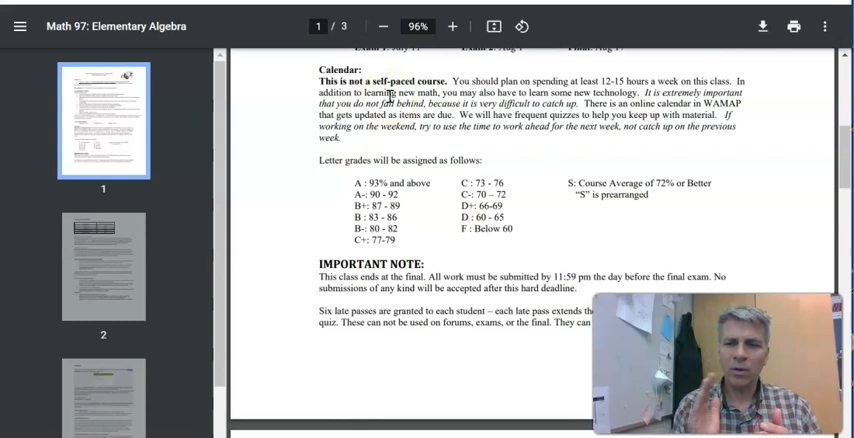 Math 97: Elementary Algebra
1 / 3
96%
Calendar:
This is not a self-paced course. You should plan on spending at least 12-15 hours a week on this class. In
addition to learning new math, you may also have to learn some new technology. It is extremely important
that you do not fall behind, because it is very difficult to catch up. There is an online calendar in WAMAP
that gets updated as items are due. We will have frequent quizzes to help you keep up with material. If
working on the weekend, try to use the time to work ahead for the next week, not catch up on the previous
week.
Letter grades will be assigned as follows:
A : 93% and above C : 73 - 76 S: Course Average of 72% or Better
A-: 90 - 92 C-: 70 – 72 “S” is prearranged
B+: 87 - 89 D+: 66-69
B : 83 - 86 D : 60 - 65
B-: 80 - 82 F : Below 60
C+: 77-79
IMPORTANT NOTE:
This class ends at the final. All work must be submitted by 11:59 pm the day before the final exam. No
submissions of any kind will be accepted after this hard deadline.
Six late passes are granted to each student – each late pass extends the
quiz. These can not be used on forums, exams, or the final. They can
1
2